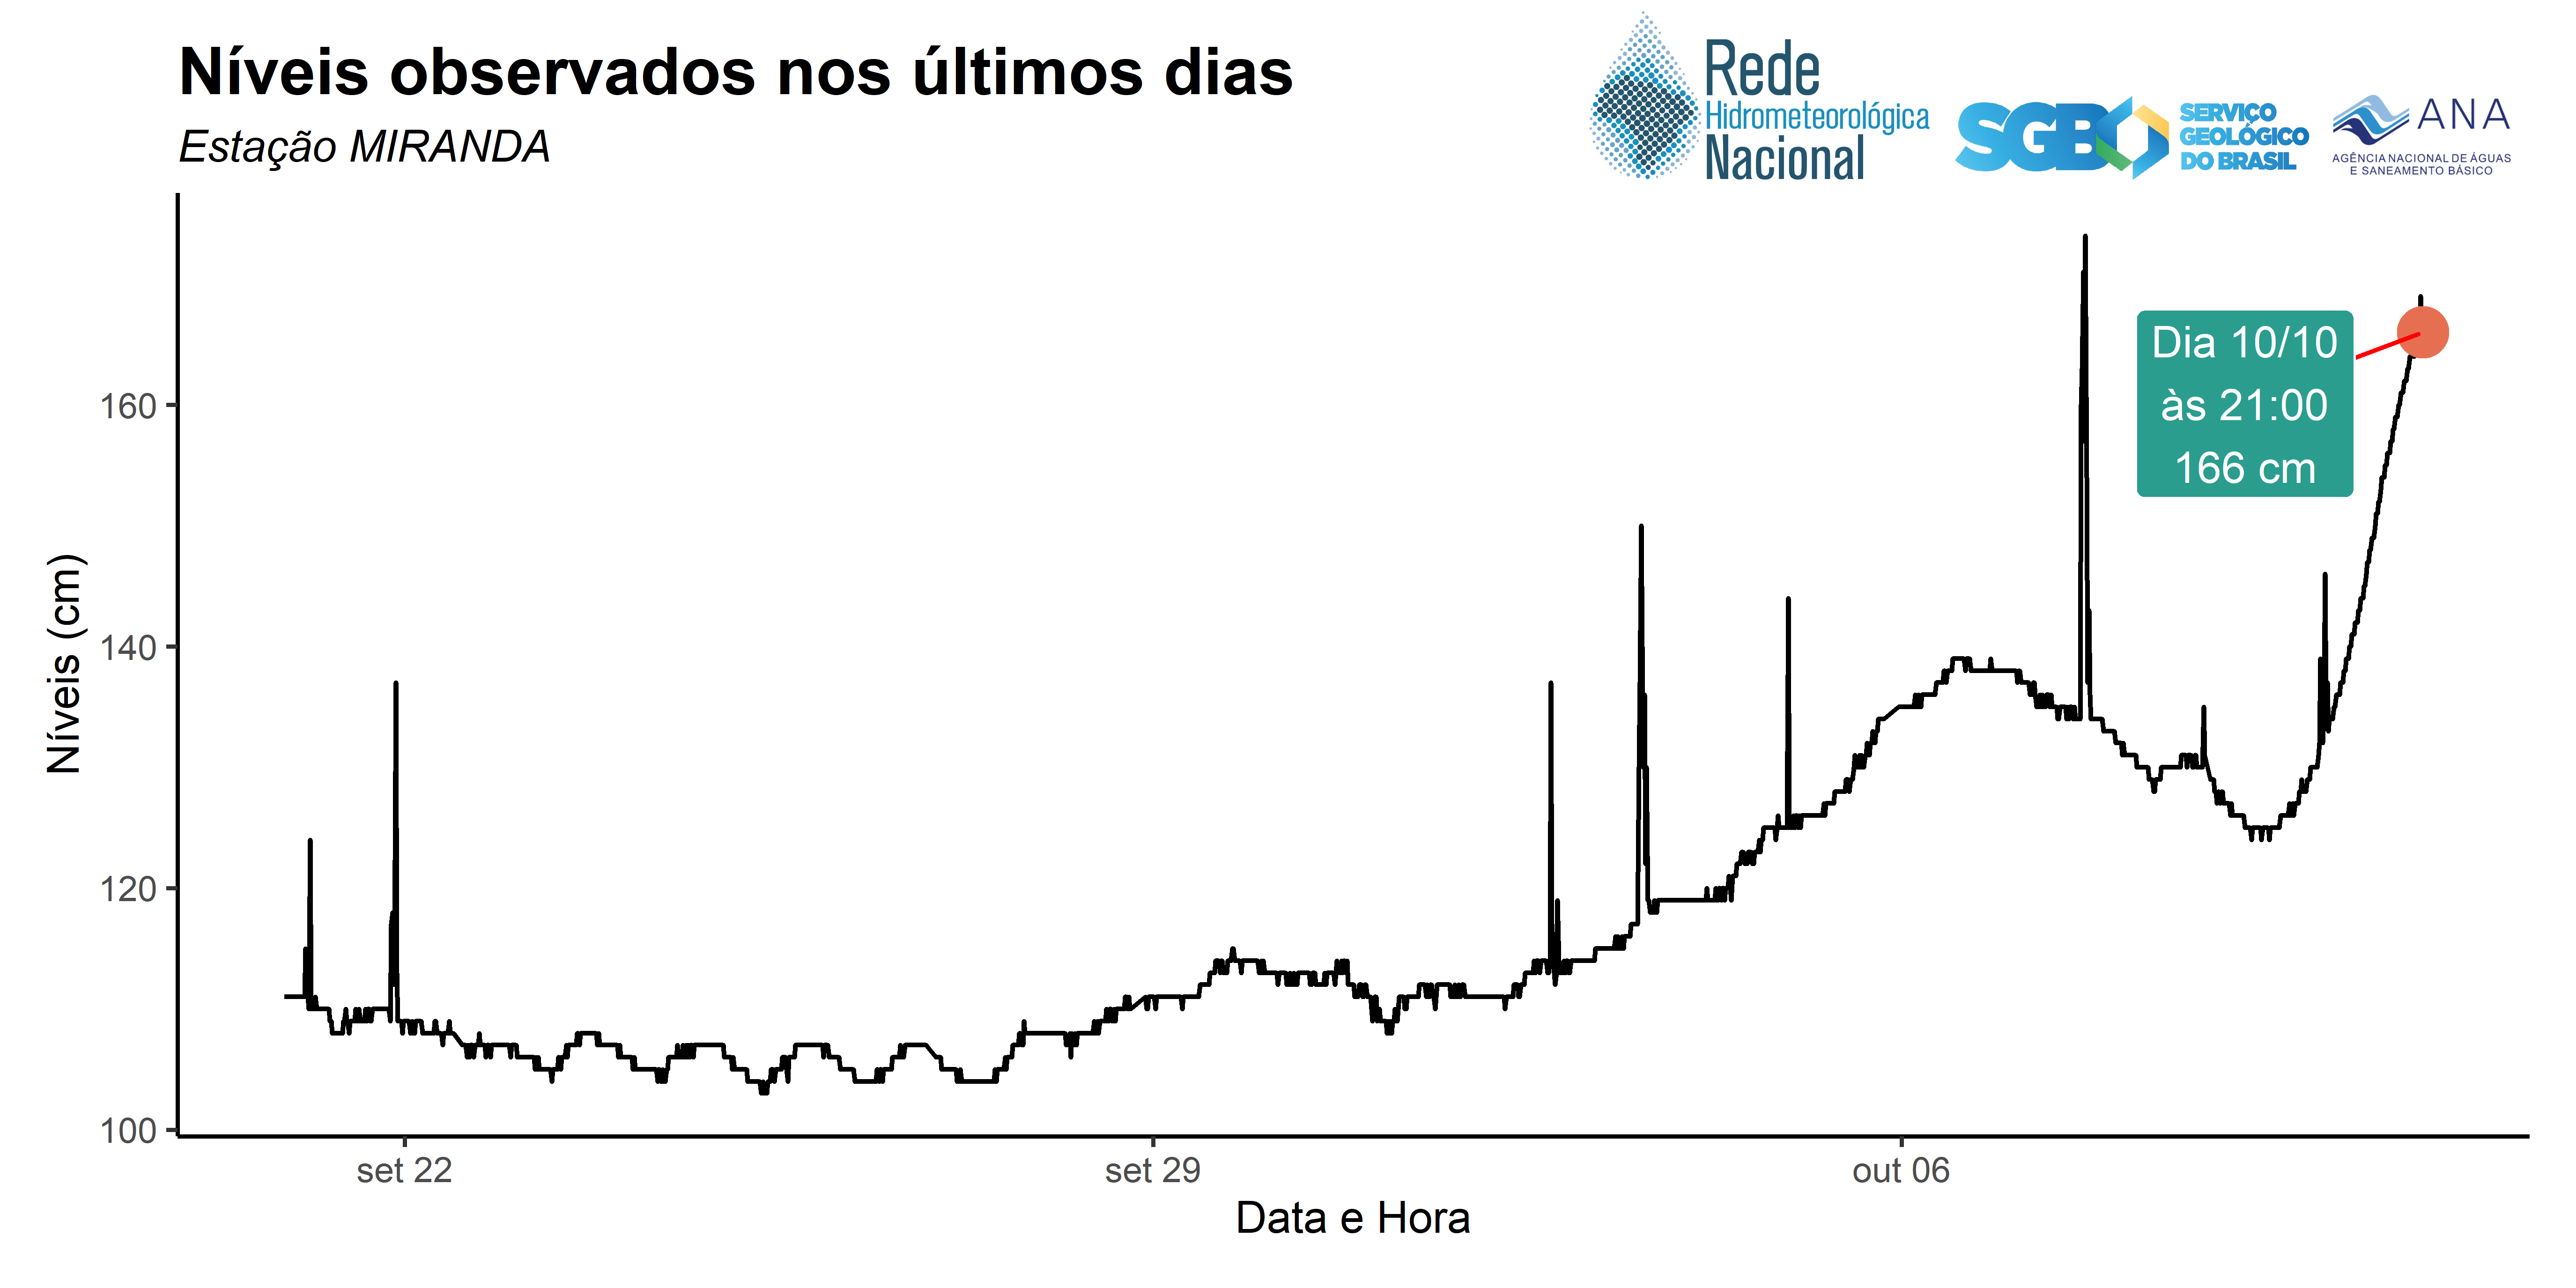 Níveis observados nos últimos dias
Estação MIRANDA
Rede
Hidrometeorológica
Nacional
SGB
SERVIÇO
GEOLÓGICO
DO BRASIL
ANA
AGÊNCIA NACIONAL DE ÁGUAS
E SANEAMENTO BÁSICO
Níveis (cm)
160
140
120
100
Dia 10/10
às 21:00
166 cm
set 22
set 29
out 06
Data e Hora